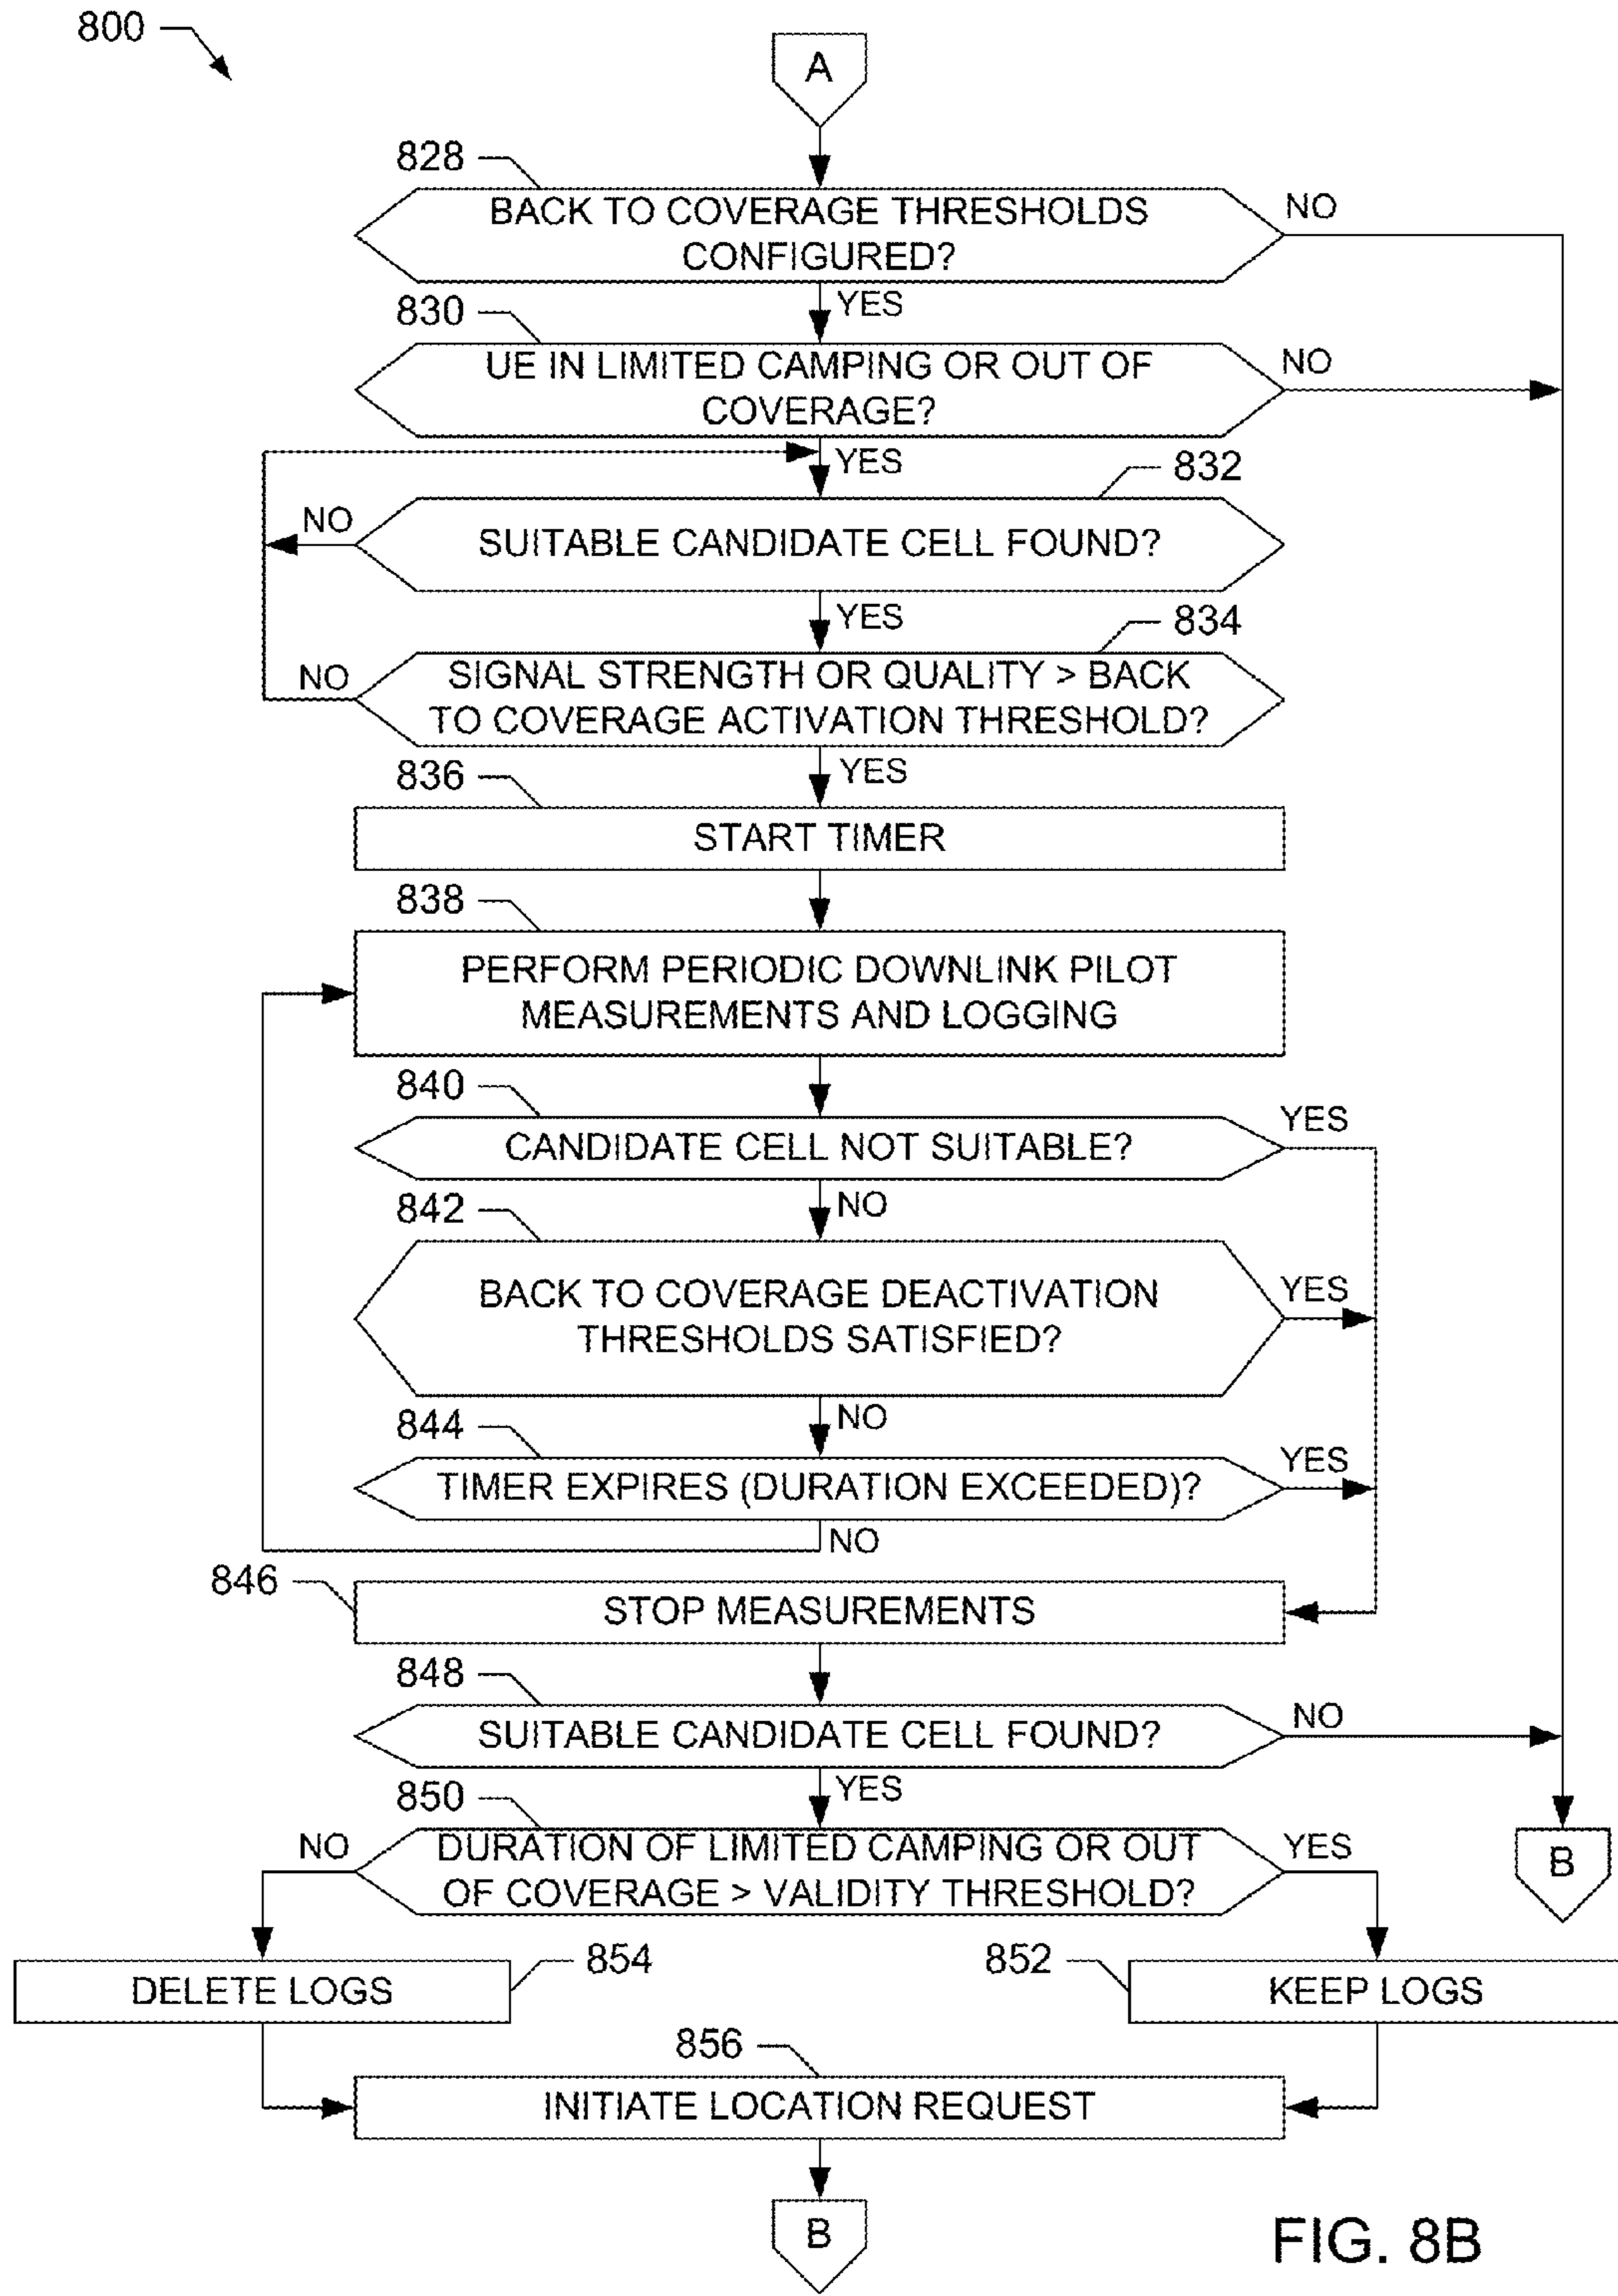 800
A
828
BACK TO COVERAGE THRESHOLDS
CONFIGURED?
NO
YES
830
UE IN LIMITED CAMPING OR OUT OF
COVERAGE?
NO
YES
832
NO
SUITABLE CANDIDATE CELL FOUND?
YES
834
NO
SIGNAL STRENGTH OR QUALITY > BACK
TO COVERAGE ACTIVATION THRESHOLD?
YES
836
START TIMER
838
PERFORM PERIODIC DOWNLINK PILOT
MEASUREMENTS AND LOGGING
840
CANDIDATE CELL NOT SUITABLE?
YES
NO
842
BACK TO COVERAGE DEACTIVATION
THRESHOLDS SATISFIED?
YES
NO
844
TIMER EXPIRES (DURATION EXCEEDED)?
YES
NO
846
STOP MEASUREMENTS
848
SUITABLE CANDIDATE CELL FOUND?
NO
YES
850
NO
DURATION OF LIMITED CAMPING OR OUT
OF COVERAGE > VALIDITY THRESHOLD?
YES
B
DELETE LOGS
854
852
KEEP LOGS
856
INITIATE LOCATION REQUEST
B
FIG. 8B